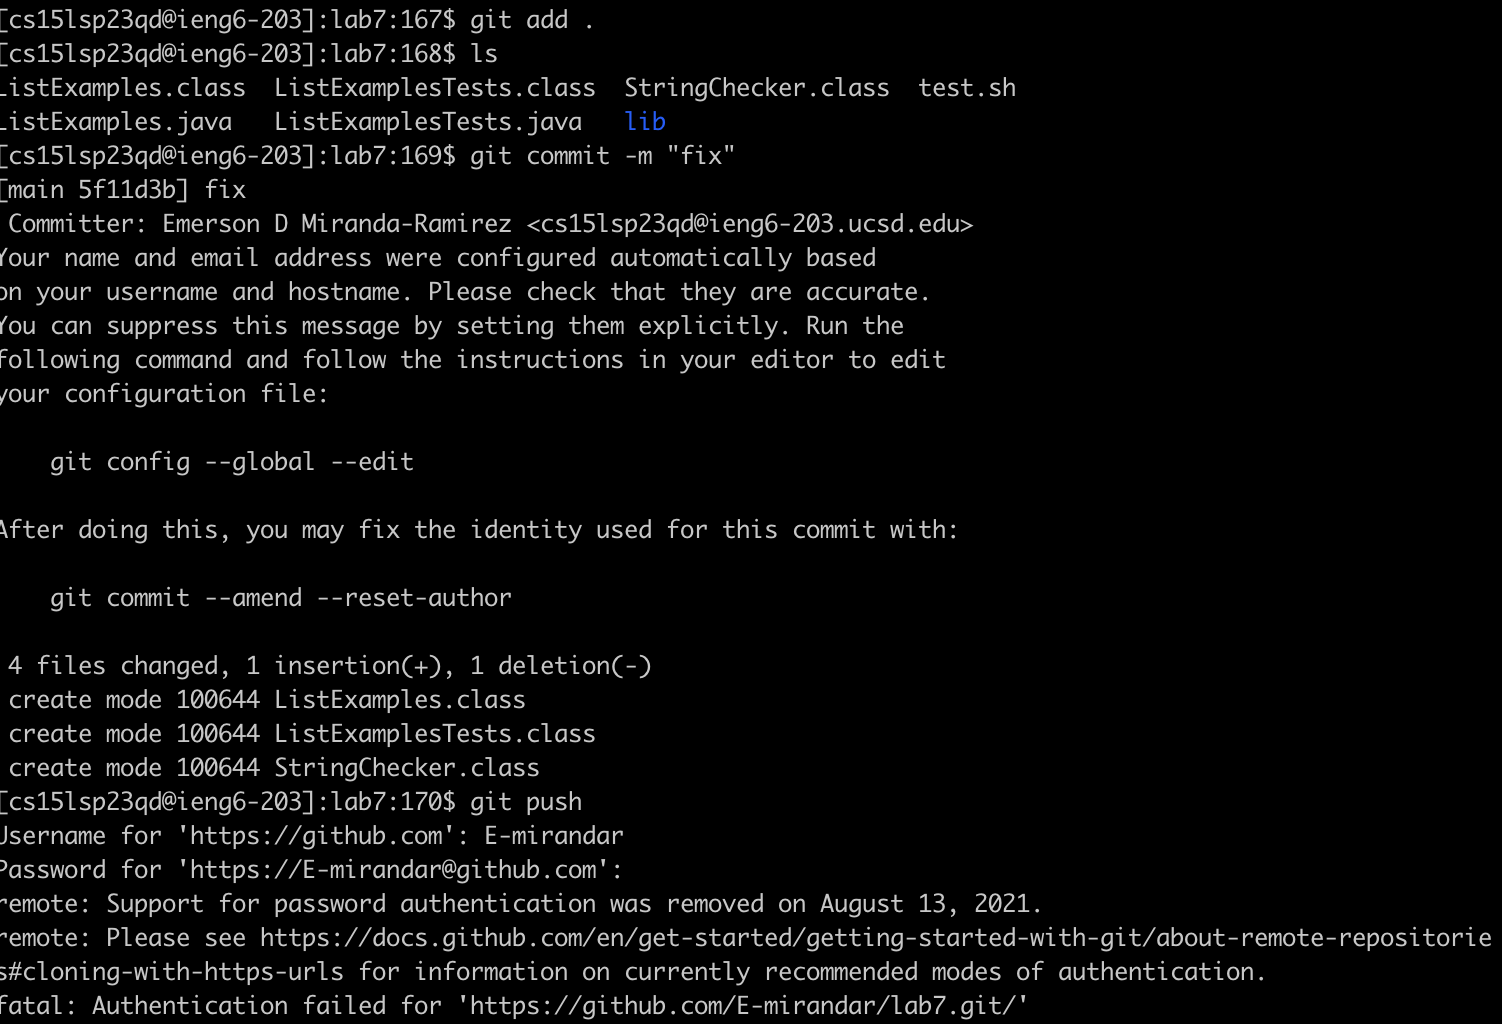 [cs15lsp23qd@ieng6-203]:lab7:167$ git add .
[cs15lsp23qd@ieng6-203]:lab7:168$ ls
ListExamples.class  ListExamplesTests.class  StringChecker.class  test.sh
ListExamples.java   ListExamplesTests.java   lib
[cs15lsp23qd@ieng6-203]:lab7:169$ git commit -m "fix"
[main 5f11d3b] fix
 Committer: Emerson D Miranda-Ramirez <cs15lsp23qd@ieng6-203.ucsd.edu>
Your name and email address were configured automatically based
on your username and hostname. Please check that they are accurate.
You can suppress this message by setting them explicitly. Run the
following command and follow the instructions in your editor to edit
your configuration file:

    git config --global --edit

After doing this, you may fix the identity used for this commit with:

    git commit --amend --reset-author

 4 files changed, 1 insertion(+), 1 deletion(-)
 create mode 100644 ListExamples.class
 create mode 100644 ListExamplesTests.class
 create mode 100644 StringChecker.class
[cs15lsp23qd@ieng6-203]:lab7:170$ git push
Username for 'https://github.com': E-mirandar
Password for 'https://E-mirandar@github.com':
remote: Support for password authentication was removed on August 13, 2021.
remote: Please see https://docs.github.com/en/get-started/getting-started-with-git/about-remote-repositorie
s#cloning-with-https-urls for information on currently recommended modes of authentication.
fatal: Authentication failed for 'https://github.com/E-mirandar/lab7.git/'